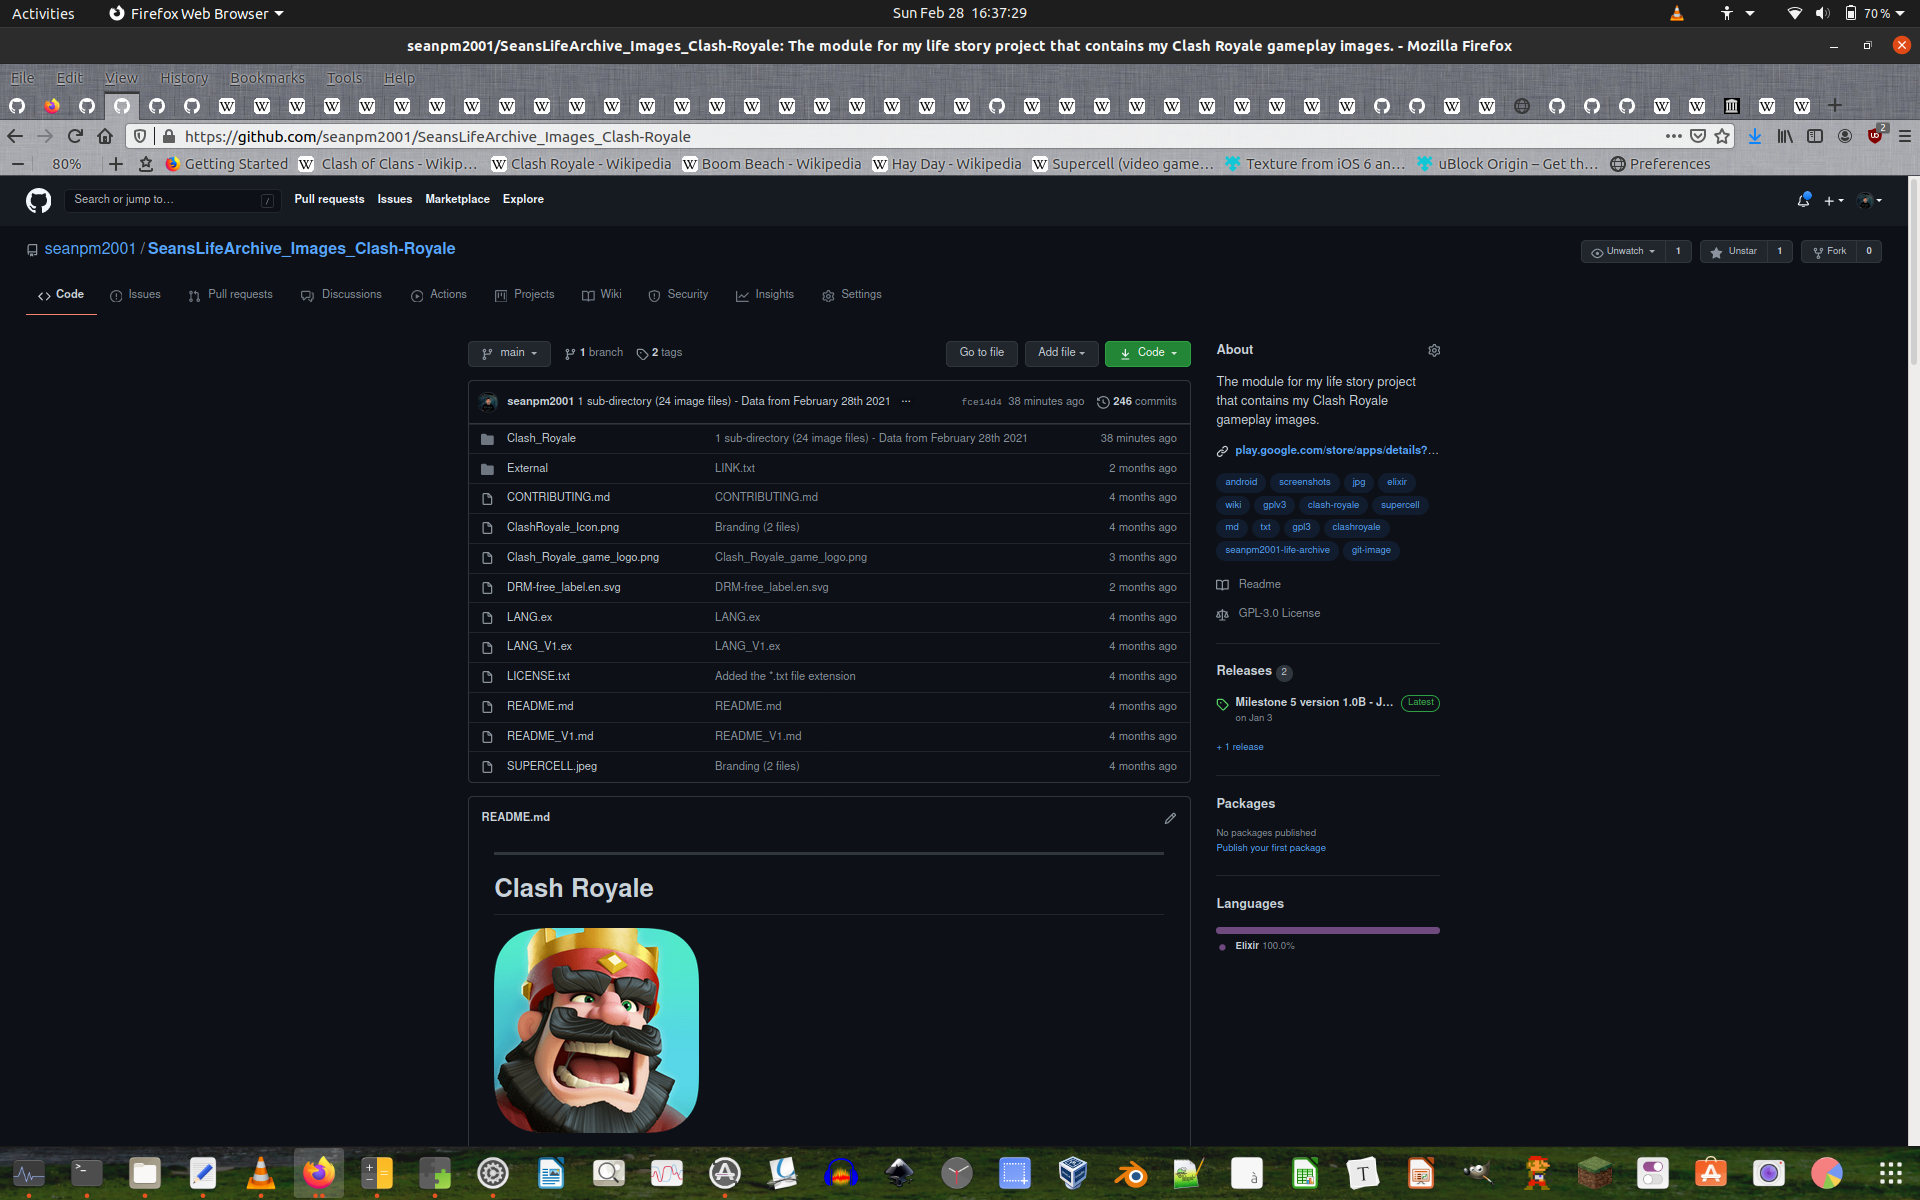 Activities Firefox Web Browser Sun Feb 28 16:37:29 70 %
seanpm2001/SeansLifeArchive_Images_Clash-Royale: The module for my life story project that contains my Clash Royale gameplay images. - Mozilla Firefox
File Edit View History Bookmarks Tools Help
https://github.com/seanpm2001/SeansLifeArchive_Images_Clash-Royale 2
80% Getting Started Clash of Clans - Wikip… Clash Royale - Wikipedia Boom Beach - Wikipedia Hay Day - Wikipedia Supercell (video game… Texture from iOS 6 an… uBlock Origin – Get th… Preferences
Search or jump to… / Pull requests Issues Marketplace Explore
seanpm2001 / SeansLifeArchive_Images_Clash-Royale Unwatch 1 Unstar 1 Fork 0
Code Issues Pull requests Discussions Actions Projects Wiki Security Insights Settings
main 1 branch 2 tags Go to file Add file Code
seanpm2001 1 sub-directory (24 image files) - Data from February 28th 2021 ... fce14d4 38 minutes ago 246 commits
Clash_Royale 1 sub-directory (24 image files) - Data from February 28th 2021 38 minutes ago
External LINK.txt 2 months ago
CONTRIBUTING.md CONTRIBUTING.md 4 months ago
ClashRoyale_Icon.png Branding (2 files) 4 months ago
Clash_Royale_game_logo.png Clash_Royale_game_logo.png 3 months ago
DRM-free_label.en.svg DRM-free_label.en.svg 2 months ago
LANG.ex LANG.ex 4 months ago
LANG_V1.ex LANG_V1.ex 4 months ago
LICENSE.txt Added the *.txt file extension 4 months ago
README.md README.md 4 months ago
README_V1.md README_V1.md 4 months ago
SUPERCELL.jpeg Branding (2 files) 4 months ago
README.md
Clash Royale
About
The module for my life story project
that contains my Clash Royale
gameplay images.
play.google.com/store/apps/details?…
android screenshots jpg elixir
wiki gplv3 clash-royale supercell
md txt gpl3 clashroyale
seanpm2001-life-archive git-image
Readme
GPL-3.0 License
Releases 2
Milestone 5 version 1.0B - J… Latest
on Jan 3
+ 1 release
Packages
No packages published
Publish your first package
Languages
Elixir 100.0%